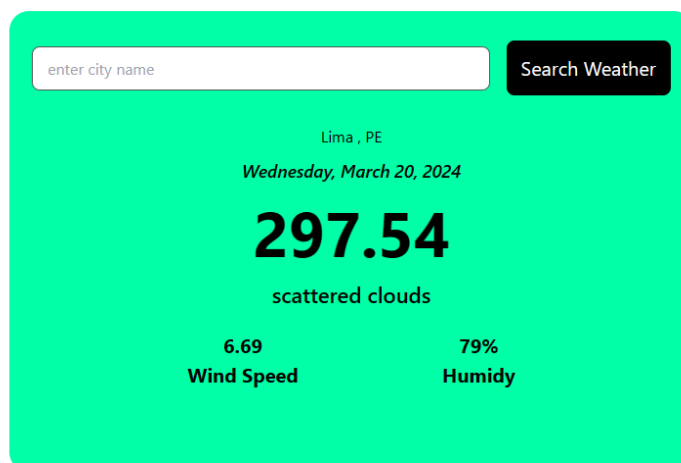 enter city name
Search Weather
Lima , PE
Wednesday, March 20, 2024
297.54
scattered clouds
6.69 79%
Wind Speed Humidy